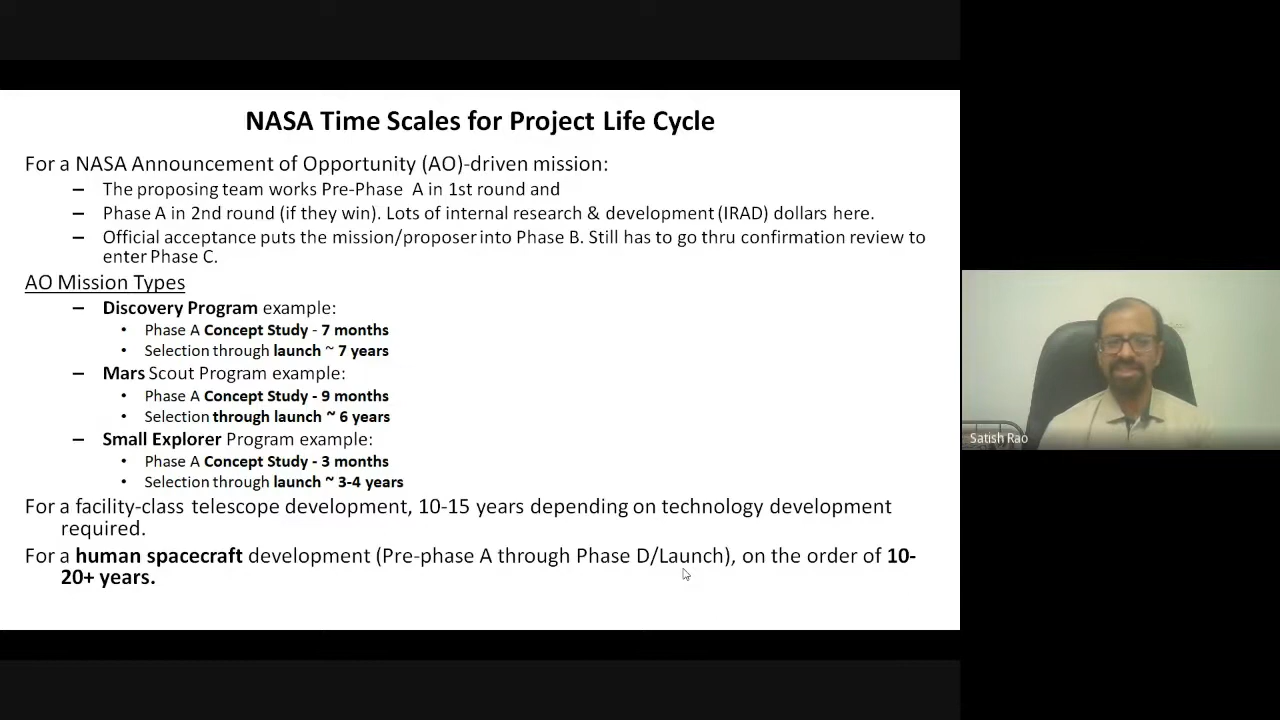 NASA Time Scales for Project Life Cycle
For a NASA Announcement of Opportunity (AO)-driven mission:
– The proposing team works Pre-Phase A in 1st round and
– Phase A in 2nd round (if they win). Lots of internal research & development (IRAD) dollars here.
– Official acceptance puts the mission/proposer into Phase B. Still has to go thru confirmation review to
enter Phase C.
AO Mission Types
– Discovery Program example:
• Phase A Concept Study - 7 months
• Selection through launch ~ 7 years
– Mars Scout Program example:
• Phase A Concept Study - 9 months
• Selection through launch ~ 6 years
– Small Explorer Program example:
• Phase A Concept Study - 3 months
• Selection through launch ~ 3-4 years
For a facility-class telescope development, 10-15 years depending on technology development
required.
For a human spacecraft development (Pre-phase A through Phase D/Launch), on the order of 10-
20+ years.
Satish Rao